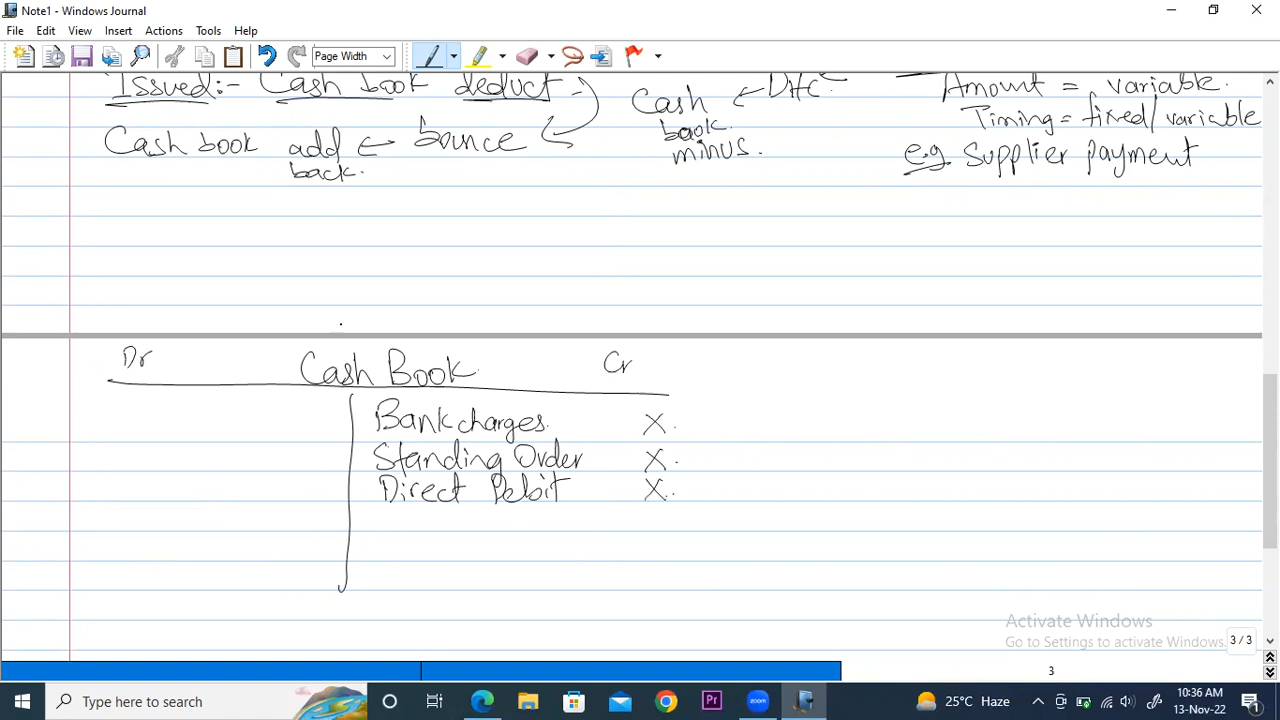 Note1 - Windows Journal
File Edit View Insert Actions Tools Help
Page Width
Issued:- Cash book deduct
Cash book add ← bounce
back.
Cash ←
book.
minus.
Amount = variable.
Timing = fixed/variable
e.g Supplier payment
Dr Cash Book Cr
Bank charges. X.
Standing Order X.
Direct Debit X.
Activate Windows
Go to Settings to activate Windows.
3 / 3
3
Type here to search
25°C Haze
10:36 AM
13-Nov-22
1
Pr
zoom